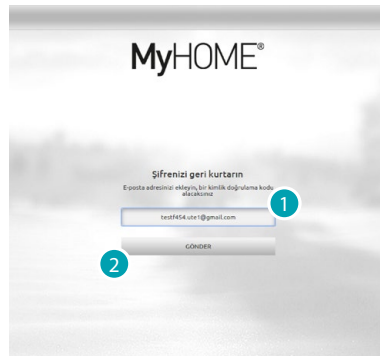 MyHOME®
Şifrenizi geri kurtarın
E-posta adresinizi ekleyin, bir kimlik doğrulama kodu
alacaksınız
1
testf454.ute1@gmail.com
GÖNDER
2